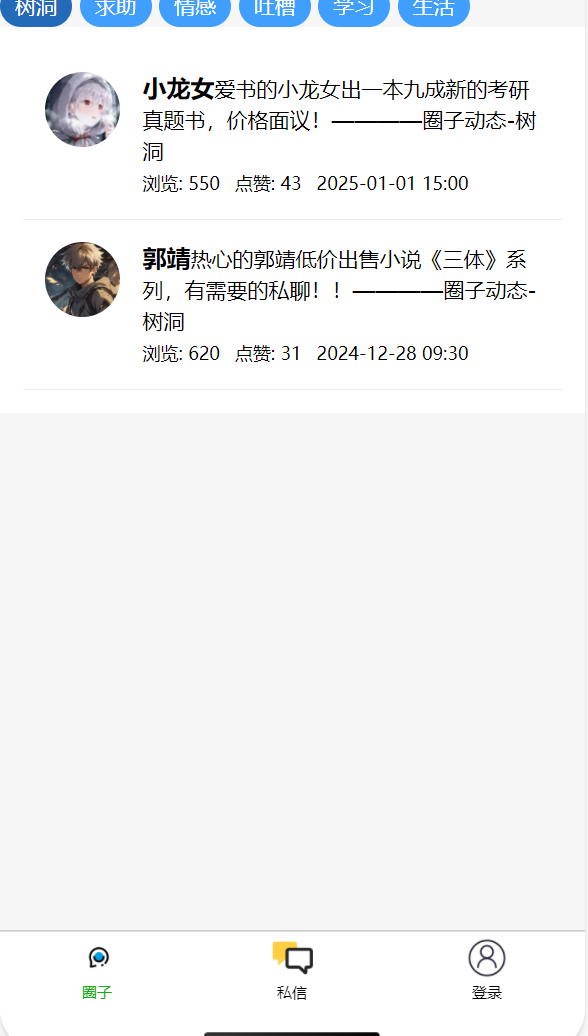 树洞 求助 情感 吐槽 学习 生活
小龙女爱书的小龙女出一本九成新的考研
真题书，价格面议！————圈子动态-树
洞
浏览: 550 点赞: 43 2025-01-01 15:00
郭靖热心的郭靖低价出售小说《三体》系
列，有需要的私聊！！————圈子动态-
树洞
浏览: 620 点赞: 31 2024-12-28 09:30
圈子 私信 登录